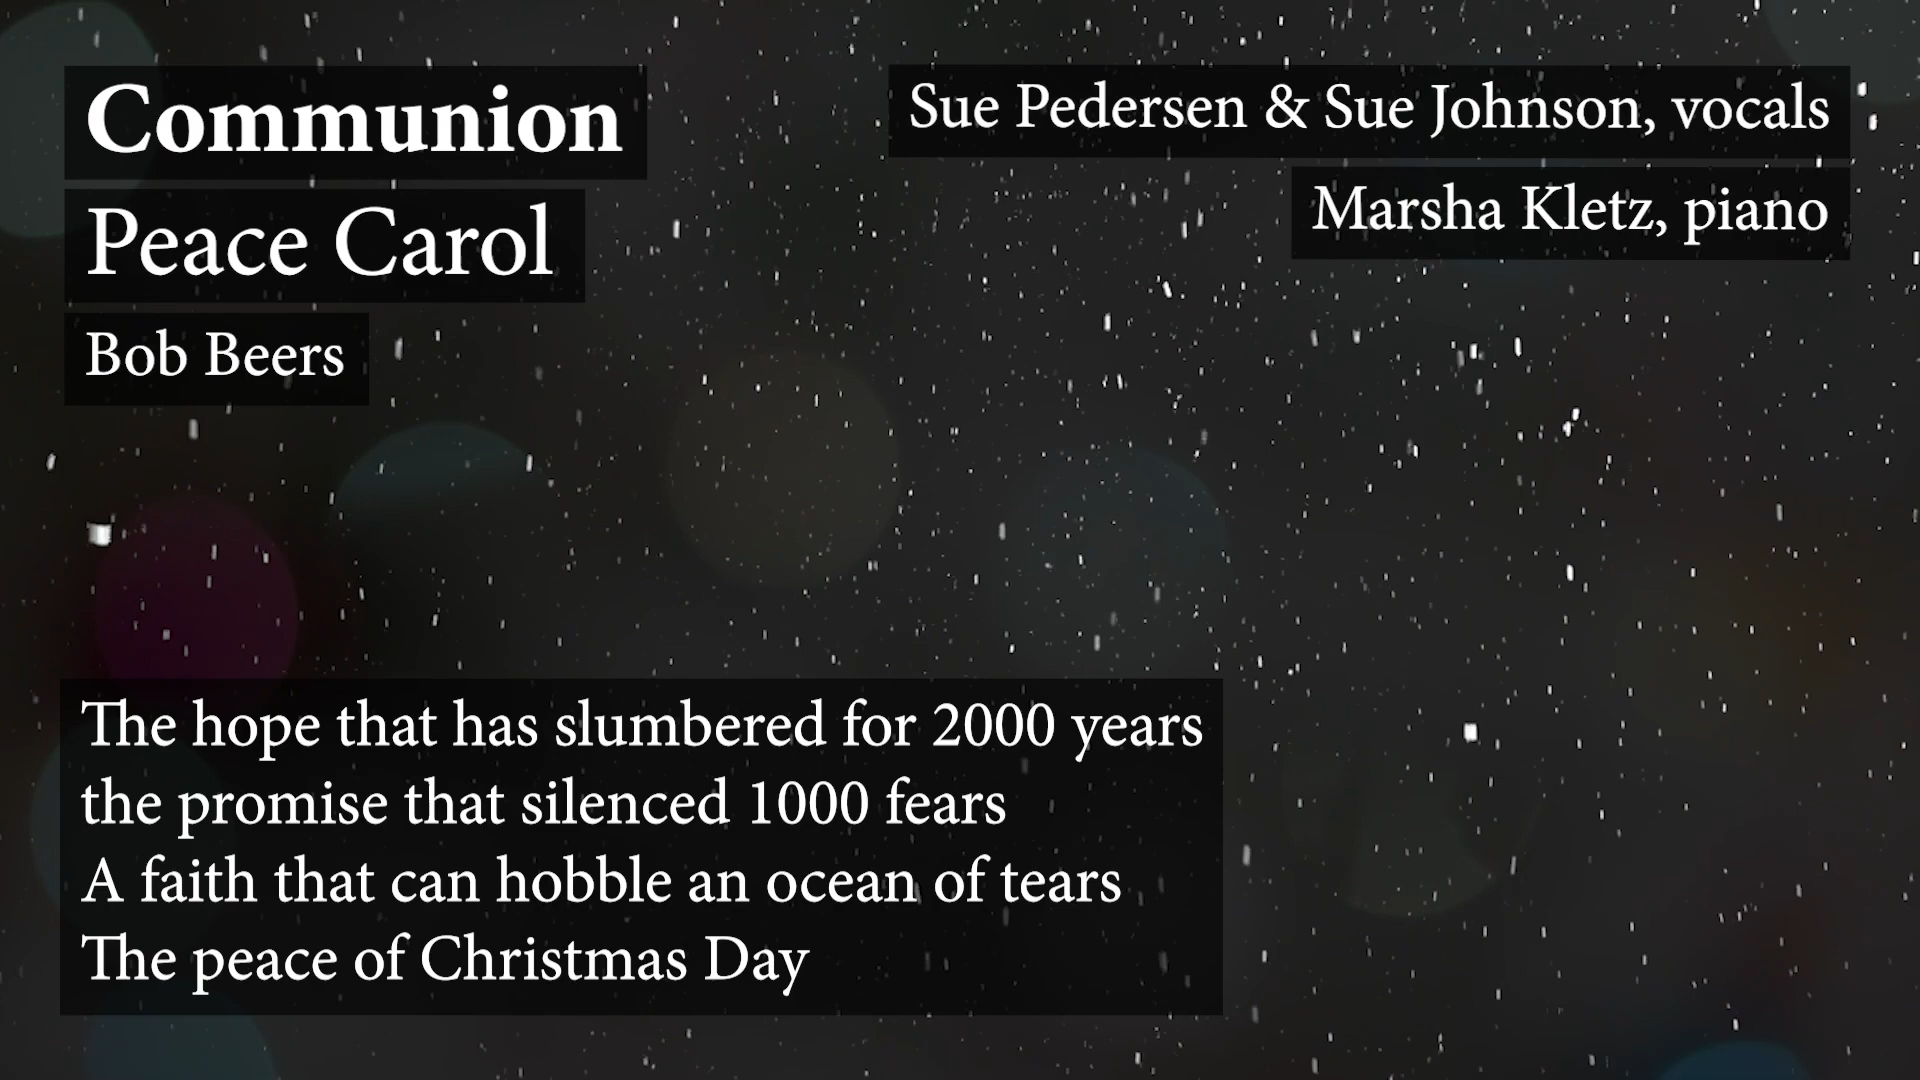 Communion
Peace Carol
Bob Beers
Sue Pedersen & Sue Johnson, vocals
Marsha Kletz, piano
The hope that has slumbered for 2000 years
the promise that silenced 1000 fears
A faith that can hobble an ocean of tears
The peace of Christmas Day